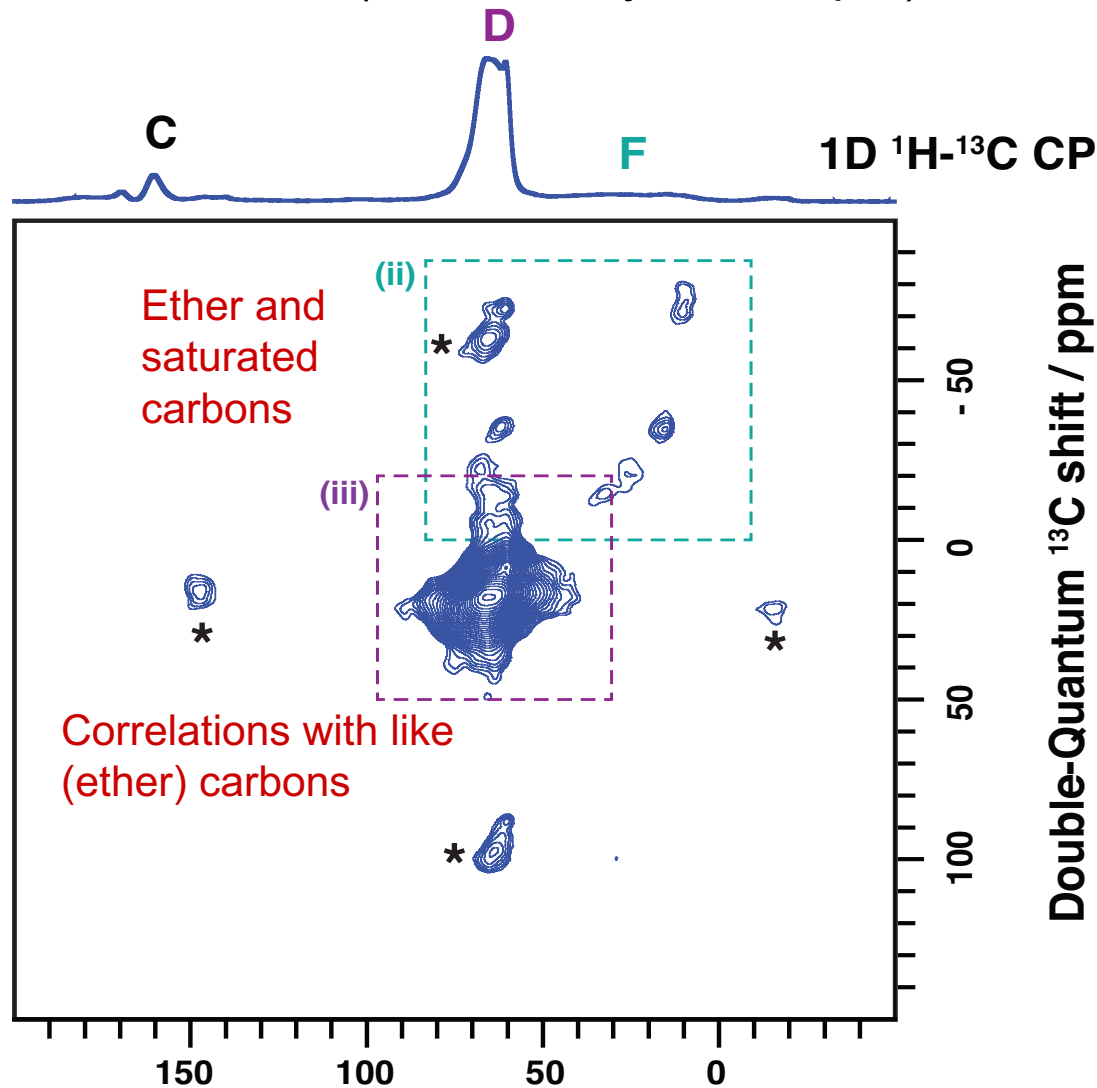 D
C
F
1D ¹H-¹³C CP
(ii)
Ether and
saturated
carbons
*
(iii)
*
*
Correlations with like
(ether) carbons
*
- 50
0
50
100
Double-Quantum ¹³C shift / ppm
150
100
50
0